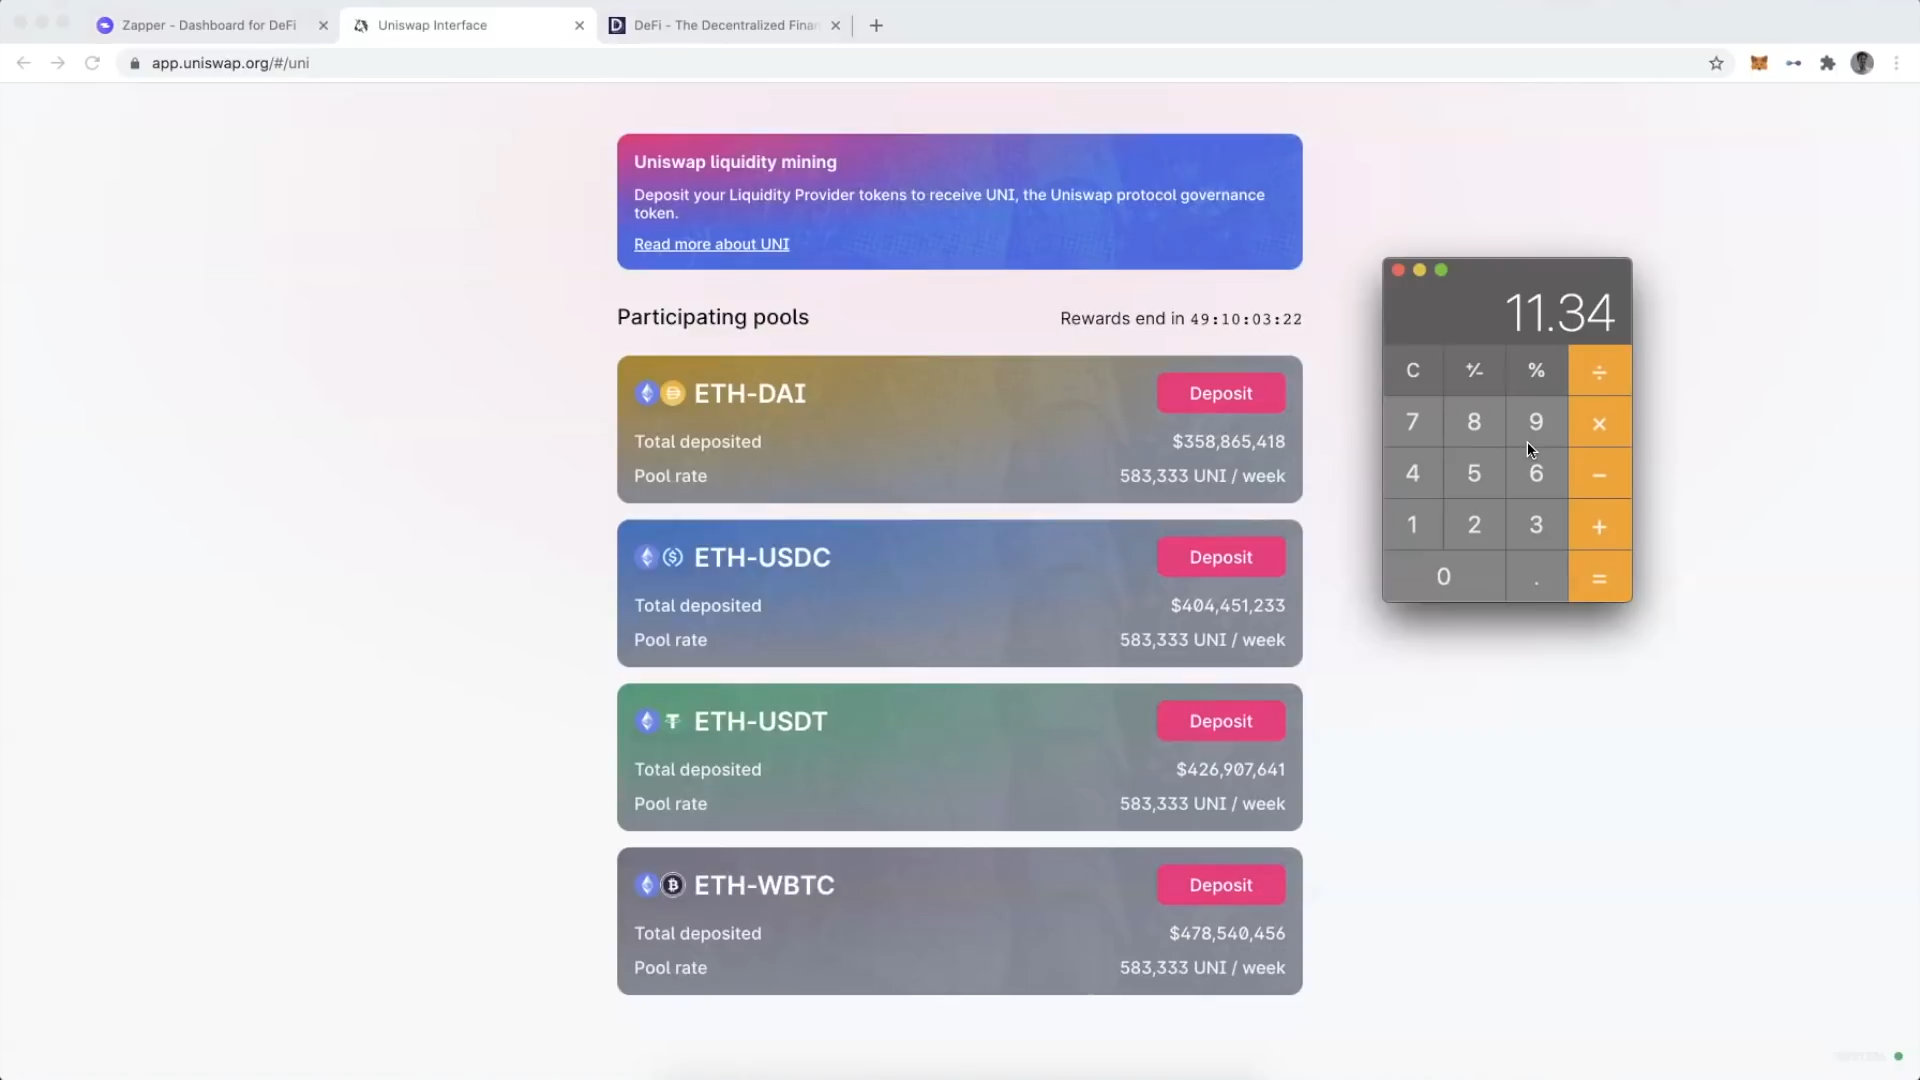 Zapper - Dashboard for DeFi
Uniswap Interface
DeFi - The Decentralized Finan
app.uniswap.org/#/uni
Uniswap liquidity mining
Deposit your Liquidity Provider tokens to receive UNI, the Uniswap protocol governance
token.
Read more about UNI
Participating pools
Rewards end in 49:10:03:22
ETH-DAI
Deposit
Total deposited
$358,865,418
Pool rate
583,333 UNI / week
ETH-USDC
Deposit
Total deposited
$404,451,233
Pool rate
583,333 UNI / week
ETH-USDT
Deposit
Total deposited
$426,907,641
Pool rate
583,333 UNI / week
ETH-WBTC
Deposit
Total deposited
$478,540,456
Pool rate
583,333 UNI / week
11.34
C +/- % ÷
7 8 9 ×
4 5 6 −
1 2 3 +
0 . =